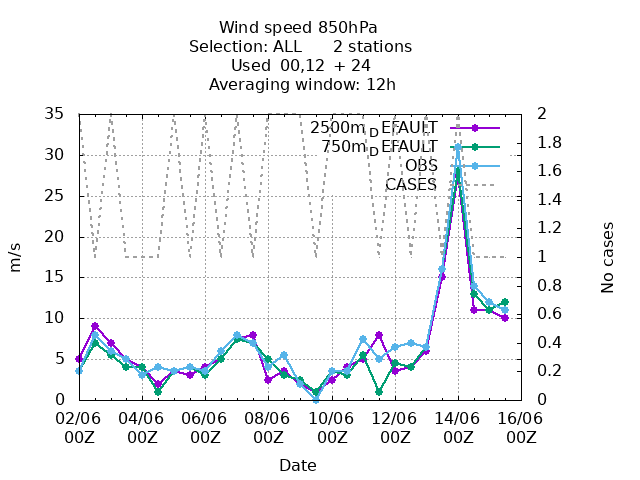 Wind speed 850hPa
Selection: ALL 2 stations
Used 00,12 + 24
Averaging window: 12h
35 2
30 1.8
25 1.6
20 1.4
15 1.2
10 1
5 0.8
0 0.6
0.4
0.2
0
2500m_DEFAULT
750m_DEFAULT
OBS
CASES
m/s
No cases
02/06 04/06 06/06 08/06 10/06 12/06 14/06 16/06
00Z 00Z 00Z 00Z 00Z 00Z 00Z 00Z
Date